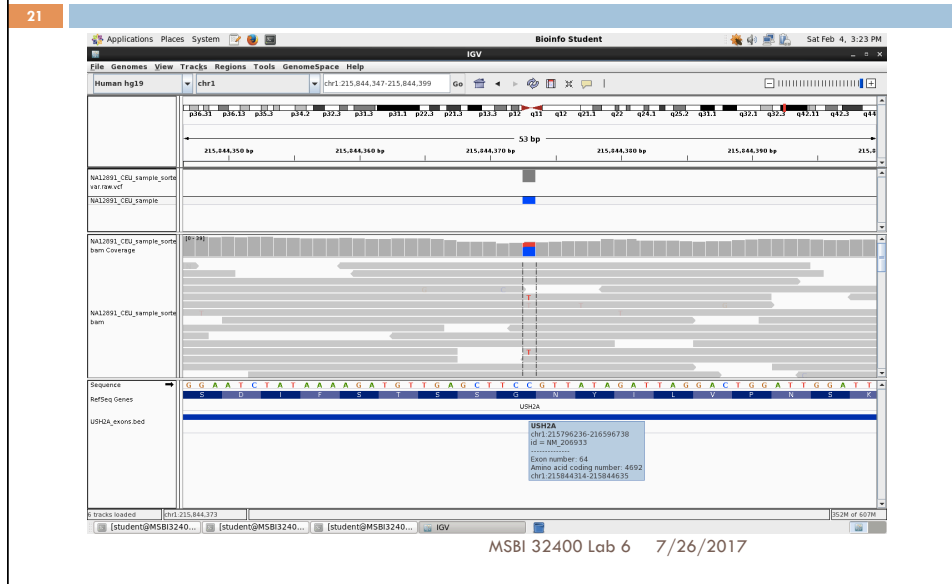 21
Applications Places System Bioinfo Student Sat Feb 4, 3:23 PM
IGV
File Genomes View Tracks Regions Tools GenomeSpace Help
Human hg19 chr1 chr1:215,844,347-215,844,399 Go
p36.31 p36.13 p35.3 p34.2 p32.3 p31.3 p31.1 p22.3 p21.3 p13.3 p12 q11 q12 q21.1 q22 q24.1 q25.2 q31.1 q32.1 q32.3 q42.11 q42.3 q44
53 bp
215,844,350 bp 215,844,360 bp 215,844,370 bp 215,844,380 bp 215,844,390 bp 215,8
NA12891_CEU_sample_sorte
var.raw.vcf
NA12891_CEU_sample
NA12891_CEU_sample_sorte
bam Coverage
[0 - 38]
T
NA12891_CEU_sample_sorte
bam
T
Sequence G G A A T C T A T A A A A G A T G T T G A G C T T C C G T T A T A G A T T A G G A C T G G A T T G G A T T
RefSeq Genes S D I F S T S S G N Y I L V P N S K
USH2A
USH2A_exons.bed
USH2A
chr1:215796236-216596738
id = NM_206933
--------------
Exon number: 64
Amino acid coding number: 4692
chr1:215844314-215844635
6 tracks loaded chr1:215,844,373 352M of 607M
[student@MSBI3240... [student@MSBI3240... [student@MSBI3240... IGV
MSBI 32400 Lab 6 7/26/2017